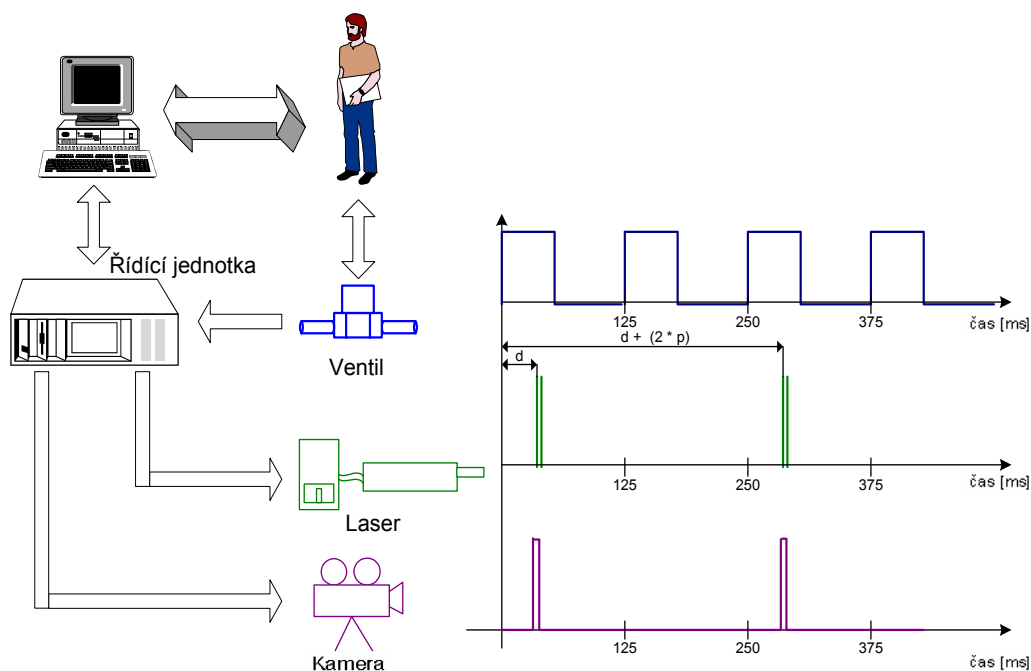 Řídící jednotka
Ventil
125
250
375
čas [ms]
d + (2 * p)
d
125
250
375
čas [ms]
Laser
125
250
375
čas [ms]
Kamera